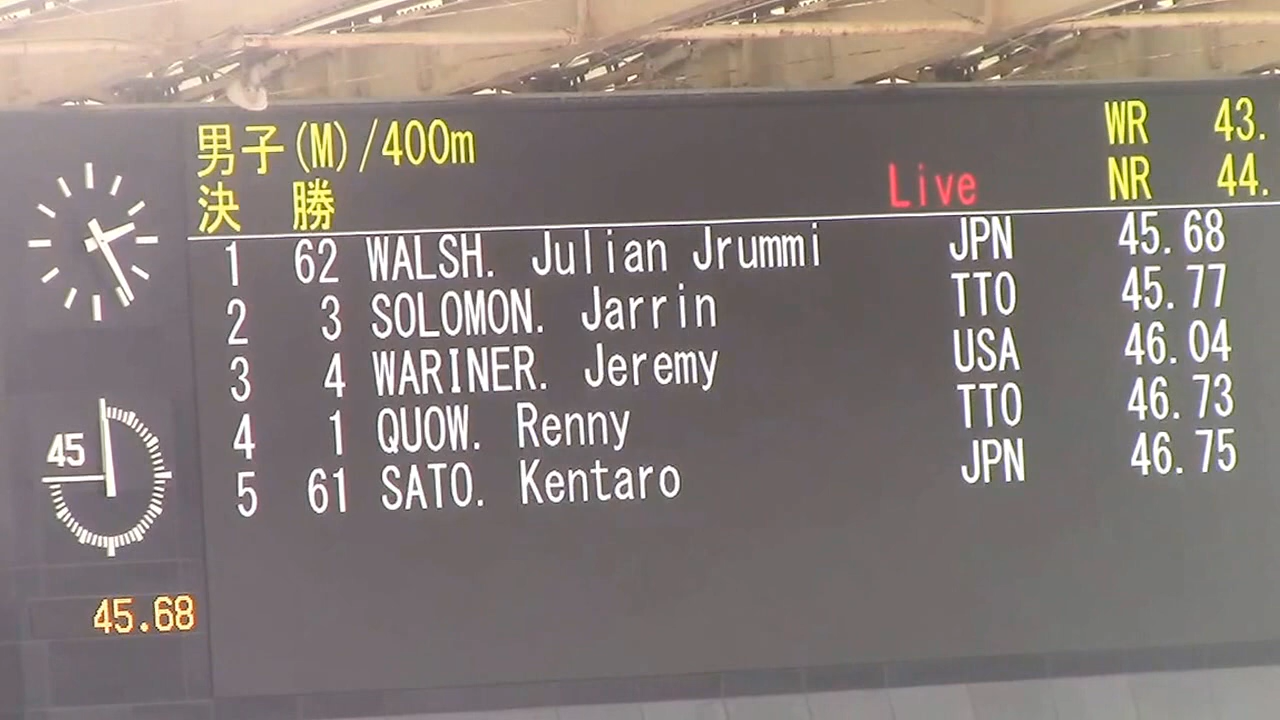 男子(M)/400m WR 43.
決 勝 Live NR 44.
1 62 WALSH. Julian Jrummi JPN 45.68
2 3 SOLOMON. Jarrin TTO 45.77
3 4 WARINER. Jeremy USA 46.04
4 1 QUOW. Renny TTO 46.73
5 61 SATO. Kentaro JPN 46.75
45
45.68